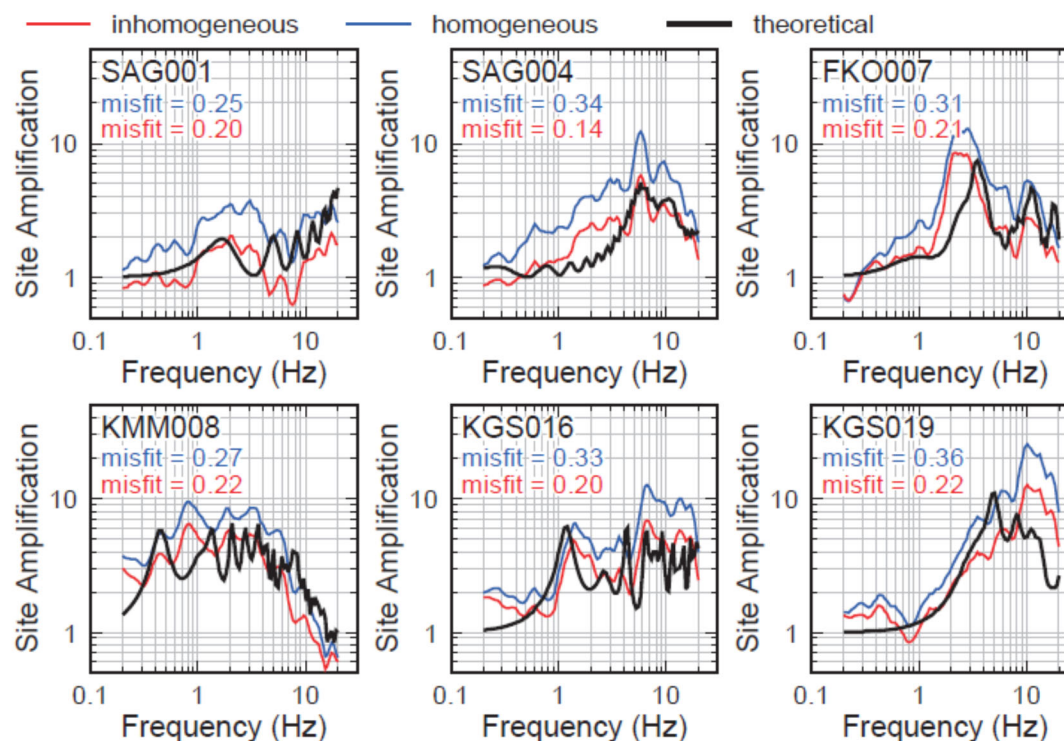 inhomogeneous homogeneous theoretical
SAG001
misfit = 0.25
misfit = 0.20
Site Amplification
10
1
0.1 1 10
Frequency (Hz)
SAG004
misfit = 0.34
misfit = 0.14
Site Amplification
10
1
0.1 1 10
Frequency (Hz)
FKO007
misfit = 0.31
misfit = 0.21
Site Amplification
10
1
0.1 1 10
Frequency (Hz)
KMM008
misfit = 0.27
misfit = 0.22
Site Amplification
10
1
0.1 1 10
Frequency (Hz)
KGS016
misfit = 0.33
misfit = 0.20
Site Amplification
10
1
0.1 1 10
Frequency (Hz)
KGS019
misfit = 0.36
misfit = 0.22
Site Amplification
10
1
0.1 1 10
Frequency (Hz)